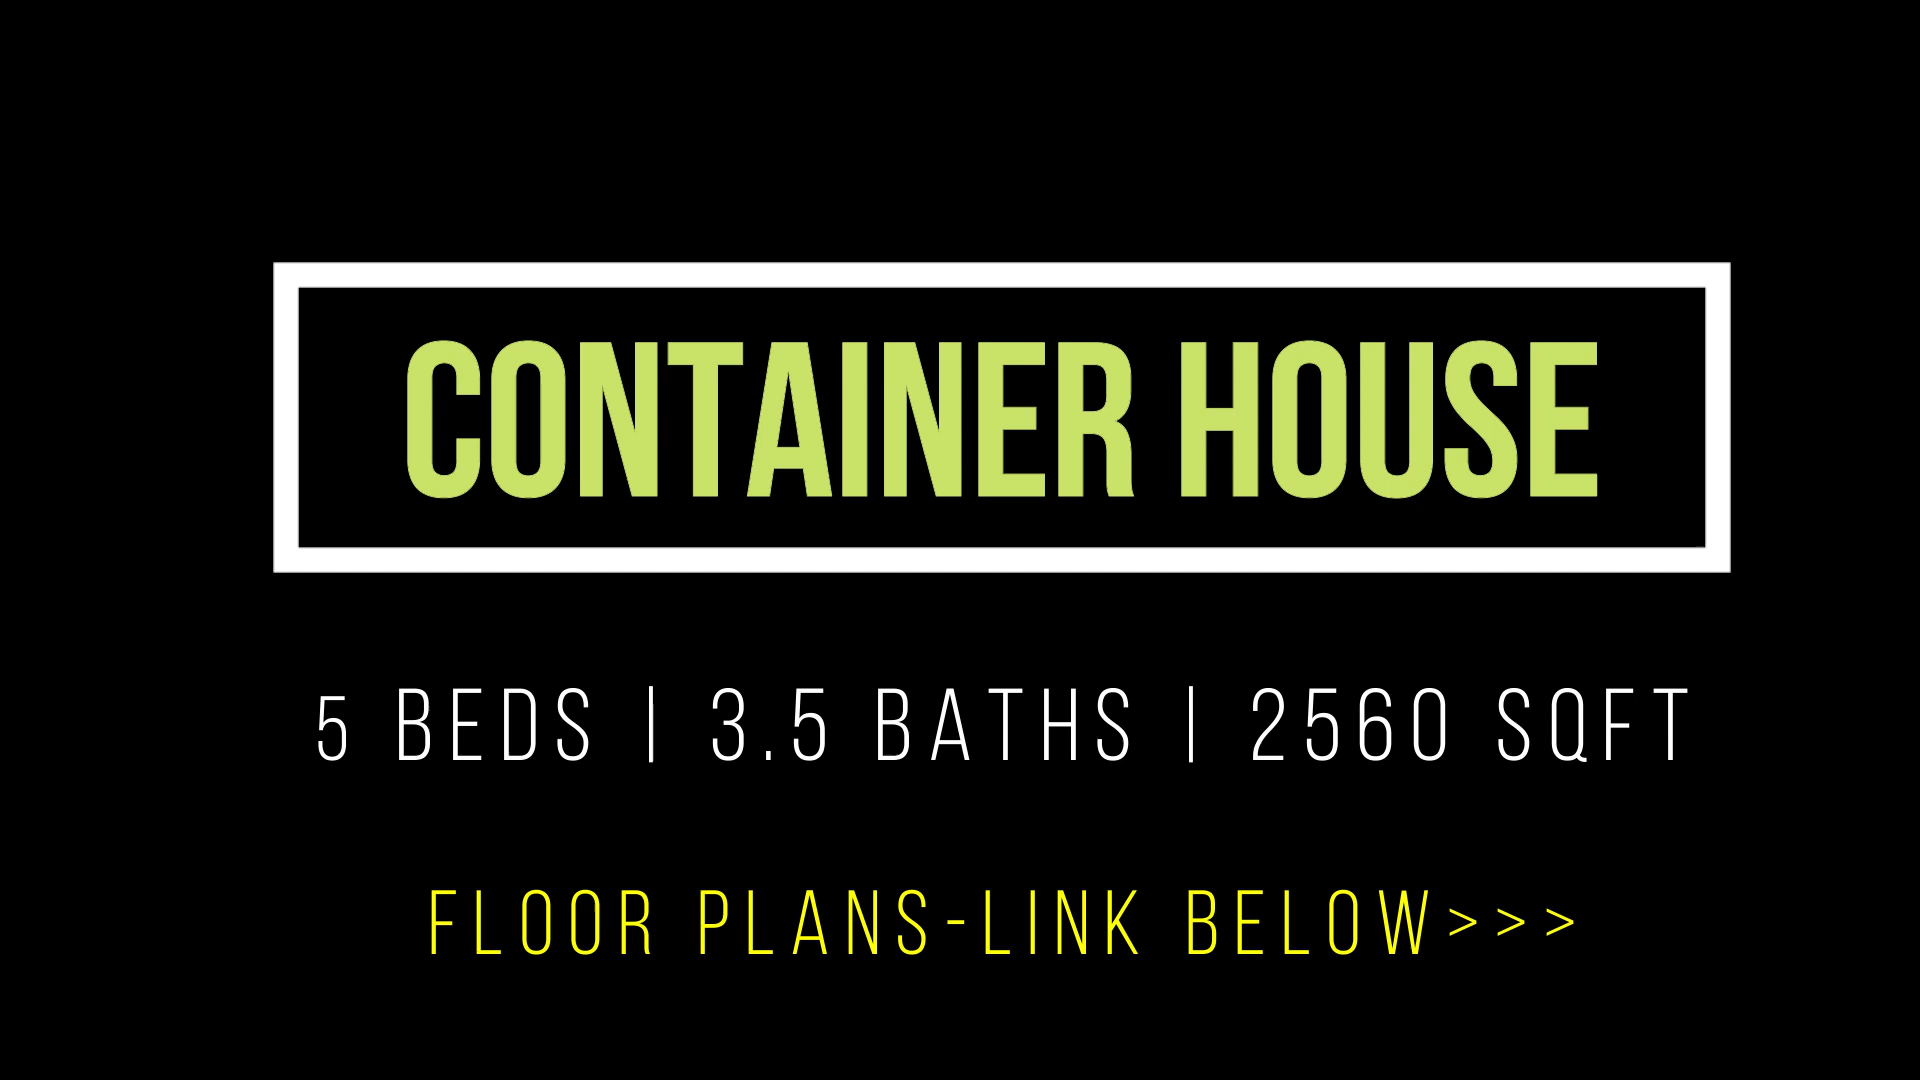 CONTAINER HOUSE
5 BEDS | 3.5 BATHS | 2560 SQFT
FLOOR PLANS-LINK BELOW>>>